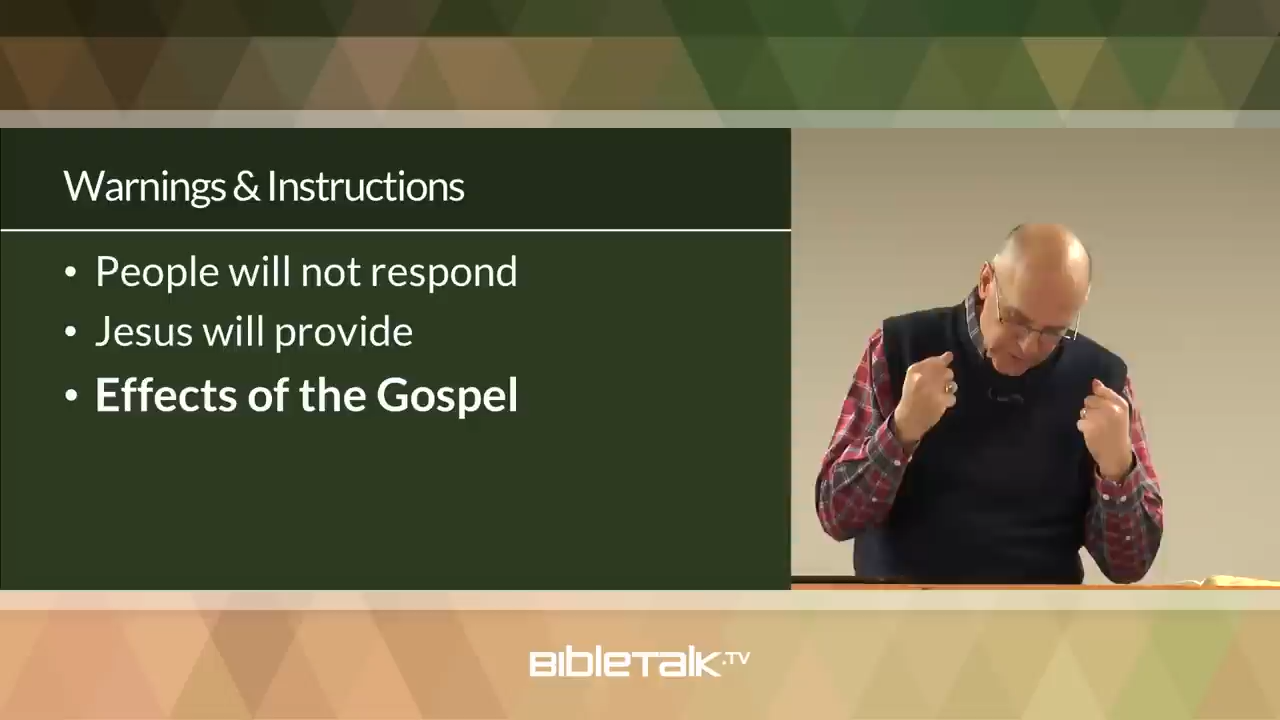 Warnings & Instructions
• People will not respond
• Jesus will provide
• Effects of the Gospel
BIBLETALK.TV